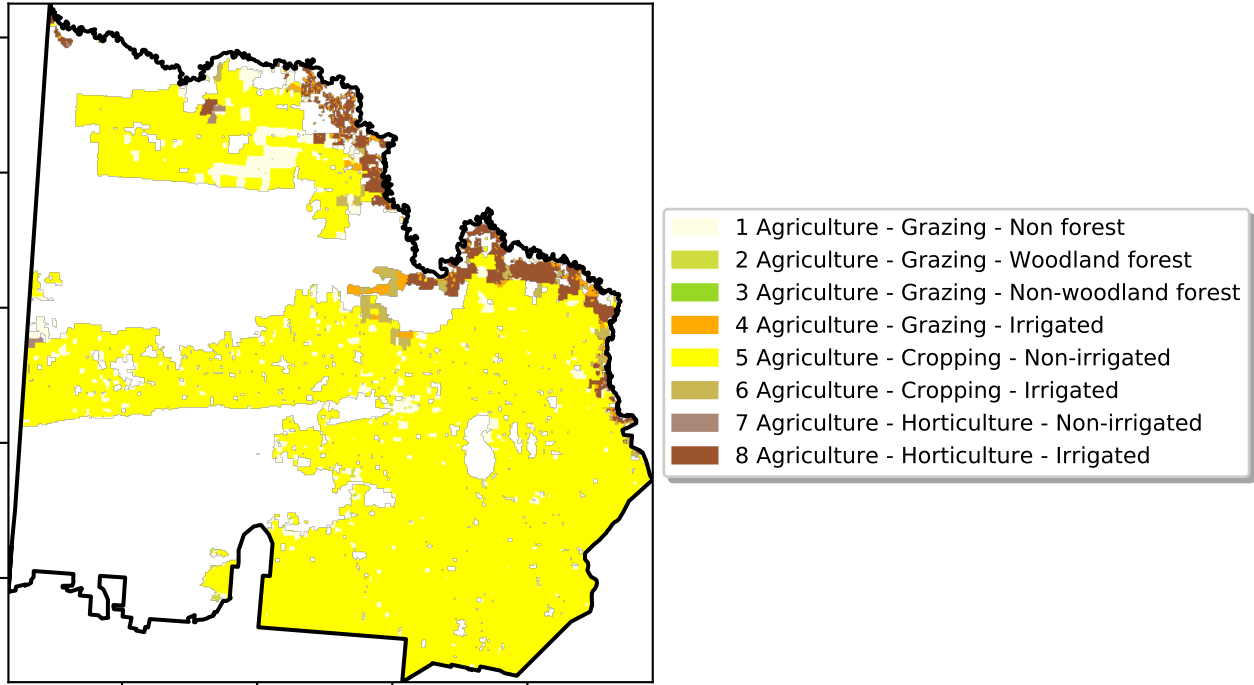 1 Agriculture - Grazing - Non forest
2 Agriculture - Grazing - Woodland forest
3 Agriculture - Grazing - Non-woodland forest
4 Agriculture - Grazing - Irrigated
5 Agriculture - Cropping - Non-irrigated
6 Agriculture - Cropping - Irrigated
7 Agriculture - Horticulture - Non-irrigated
8 Agriculture - Horticulture - Irrigated